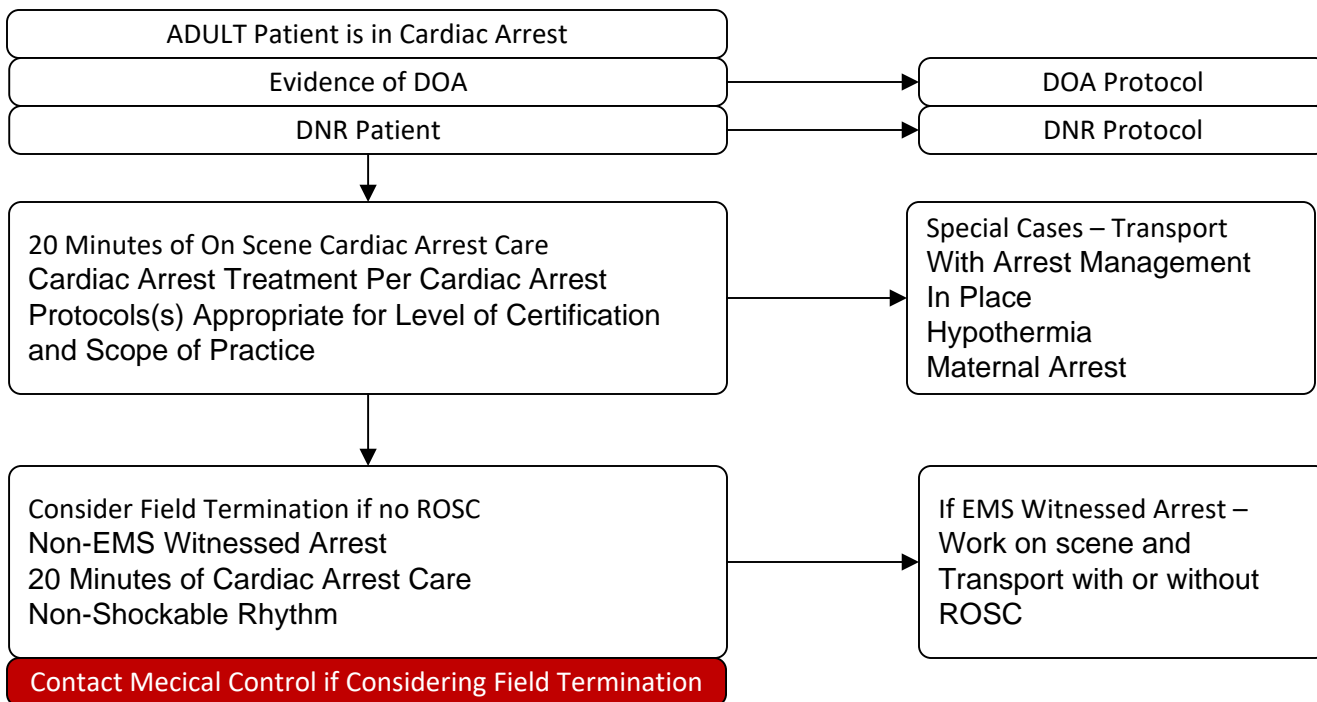 ADULT Patient is in Cardiac Arrest
Evidence of DOA
DOA Protocol
DNR Patient
DNR Protocol
20 Minutes of On Scene Cardiac Arrest Care
Cardiac Arrest Treatment Per Cardiac Arrest
Protocols(s) Appropriate for Level of Certification
and Scope of Practice
Special Cases – Transport
With Arrest Management
In Place
Hypothermia
Maternal Arrest
Consider Field Termination if no ROSC
Non-EMS Witnessed Arrest
20 Minutes of Cardiac Arrest Care
Non-Shockable Rhythm
If EMS Witnessed Arrest –
Work on scene and
Transport with or without
ROSC
Contact Mecical Control if Considering Field Termination